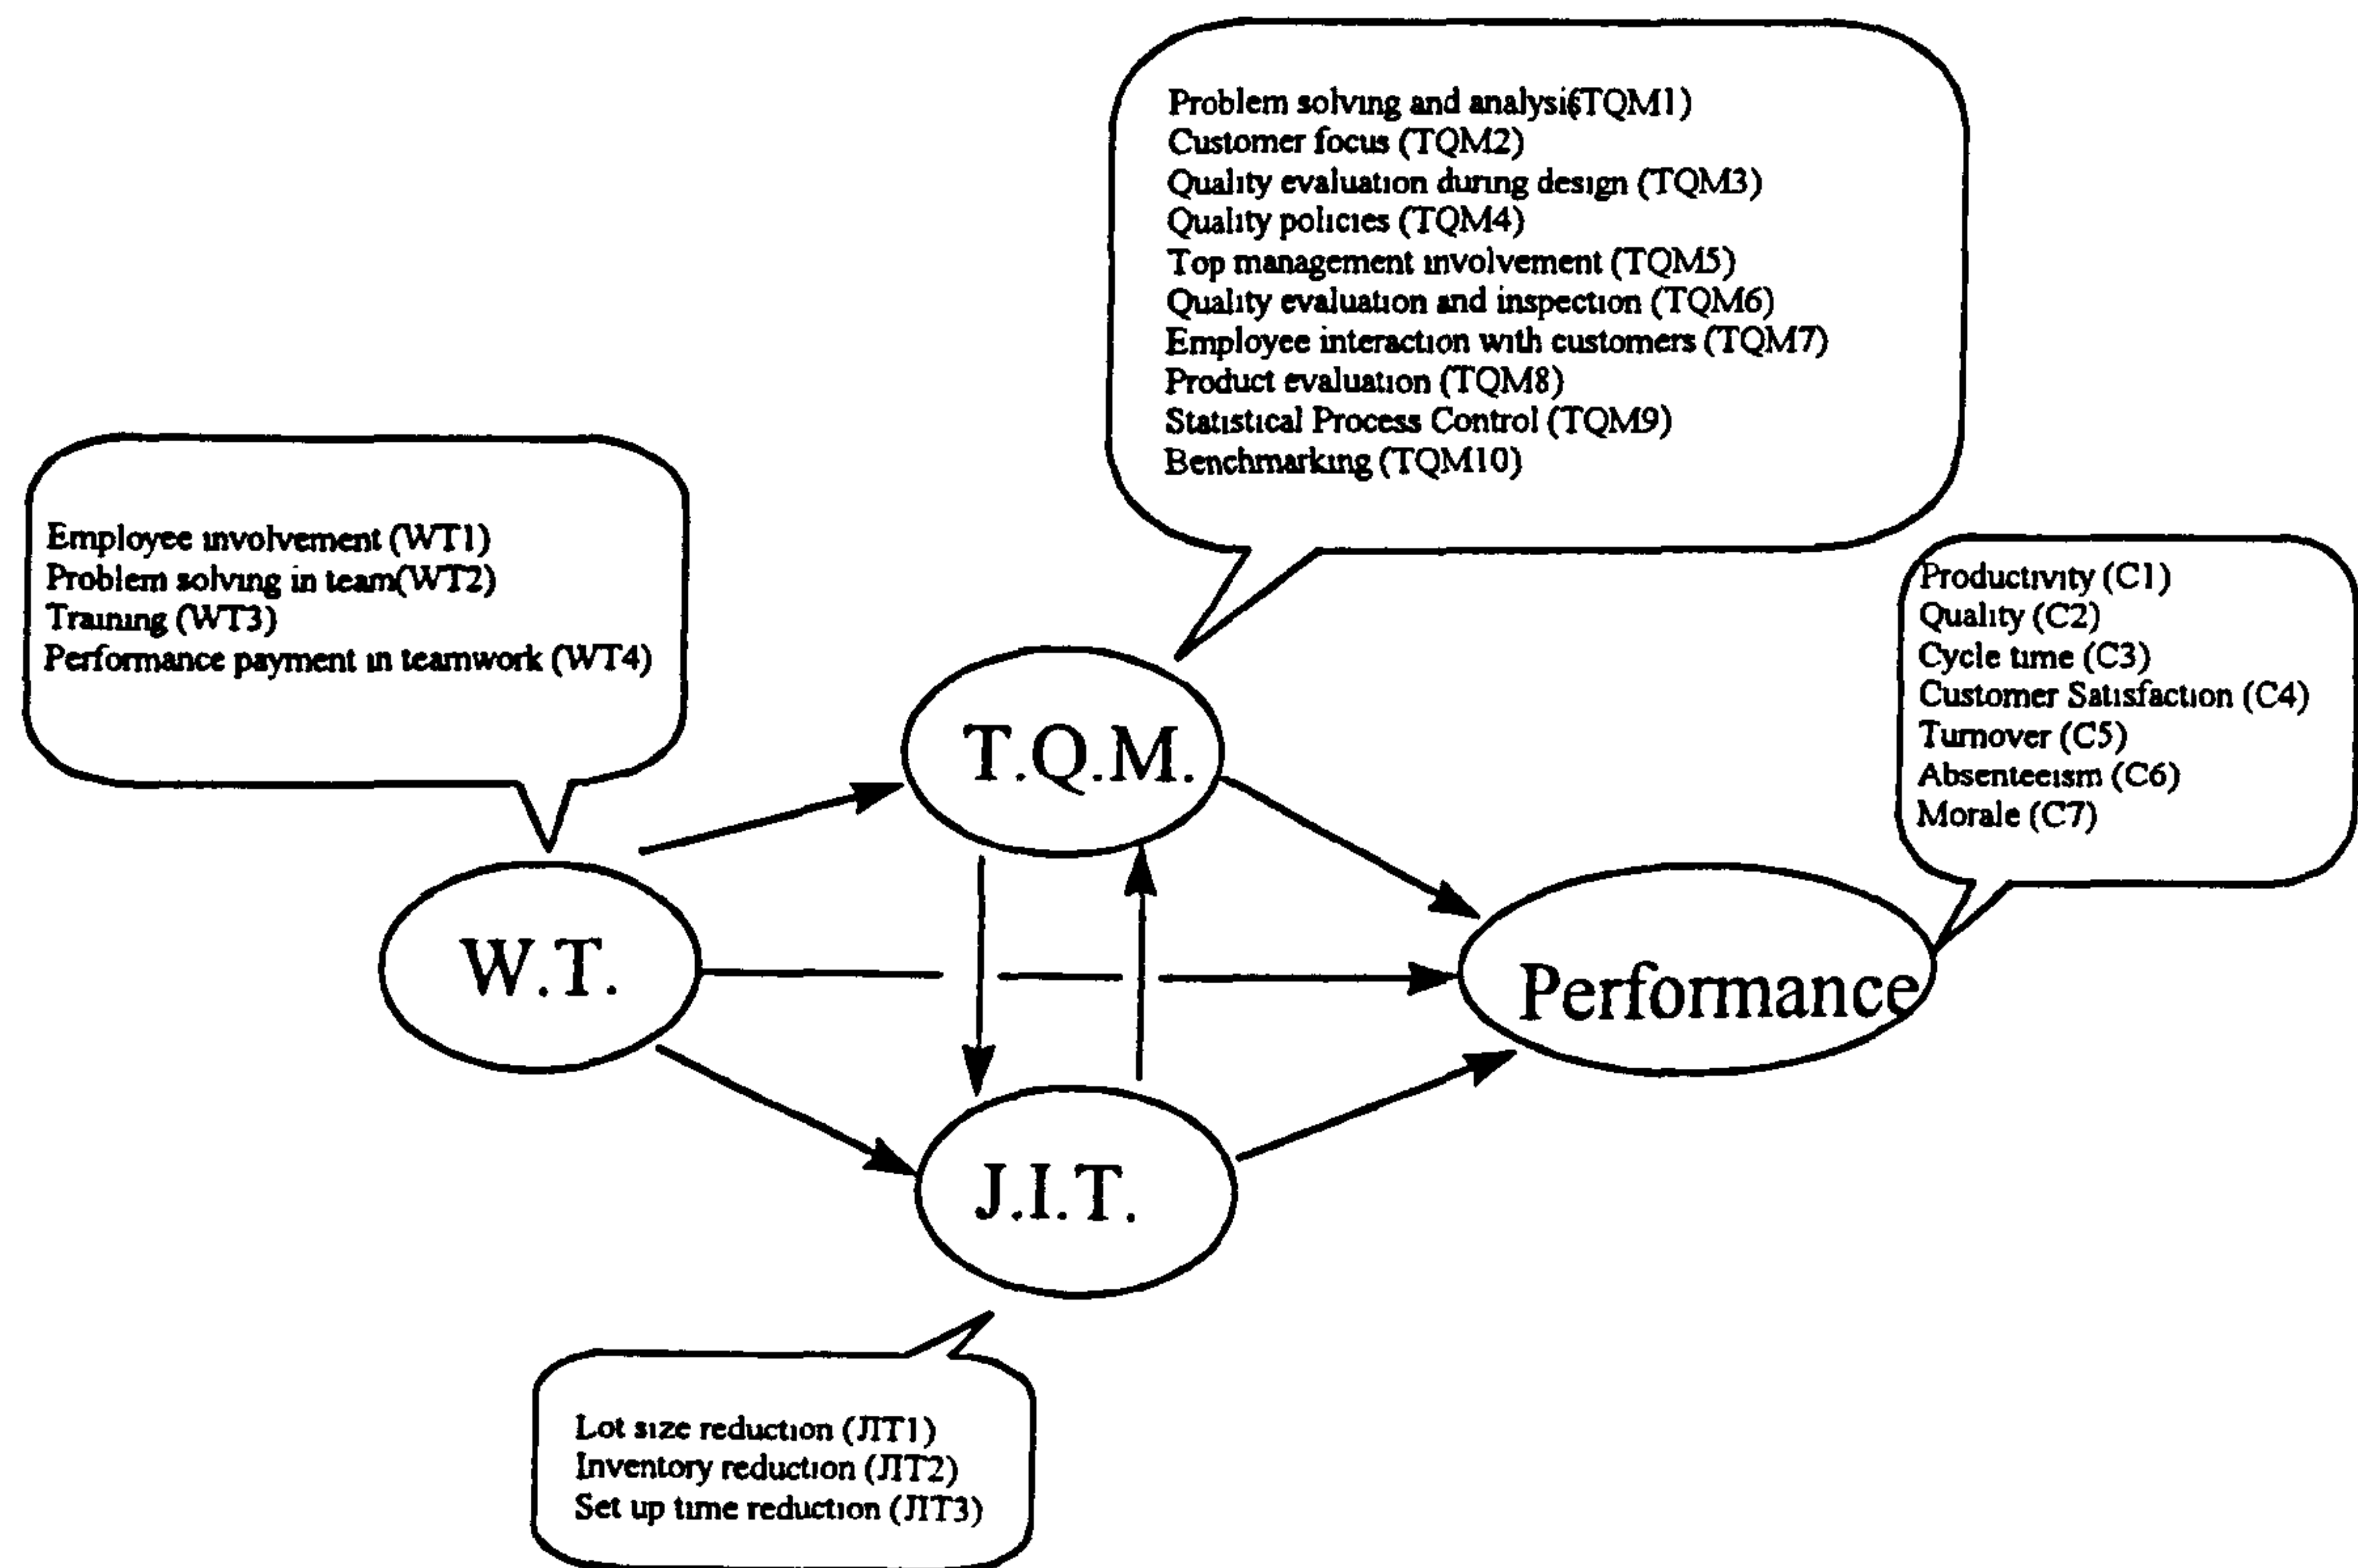 Problem solving and analysis(TQM1)
Customer focus (TQM2)
Quality evaluation during design (TQM3)
Quality policies (TQM4)
Top management involvement (TQM5)
Quality evaluation and inspection (TQM6)
Employee interaction with customers (TQM7)
Product evaluation (TQM8)
Statistical Process Control (TQM9)
Benchmarking (TQM10)
Employee involvement (WT1)
Problem solving in team(WT2)
Training (WT3)
Performance payment in teamwork (WT4)
Productivity (C1)
Quality (C2)
Cycle time (C3)
Customer Satisfaction (C4)
Turnover (C5)
Absenteeism (C6)
Morale (C7)
T.Q.M.
W.T.
Performance
J.I.T.
Lot size reduction (JIT1)
Inventory reduction (JIT2)
Set up time reduction (JIT3)